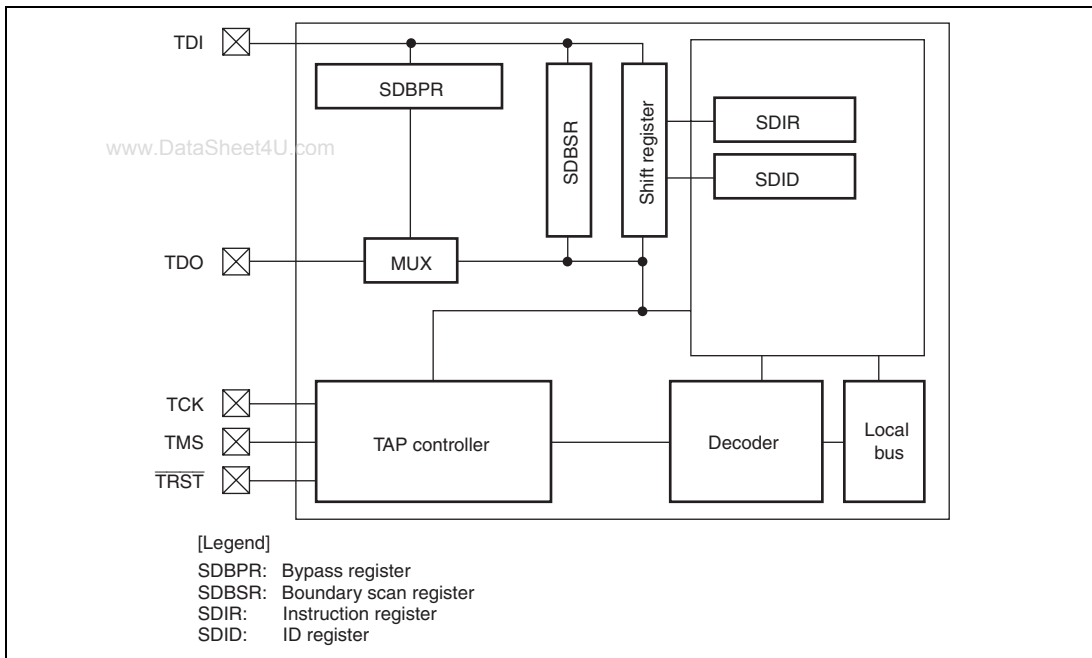 TDI
SDBPR
SDBSR
Shift register
SDIR
SDID
www.DataSheet4U.com
TDO
MUX
TCK
TMS
TRST
TAP controller
Decoder
Local
bus
[Legend]
SDBPR: Bypass register
SDBSR: Boundary scan register
SDIR: Instruction register
SDID: ID register